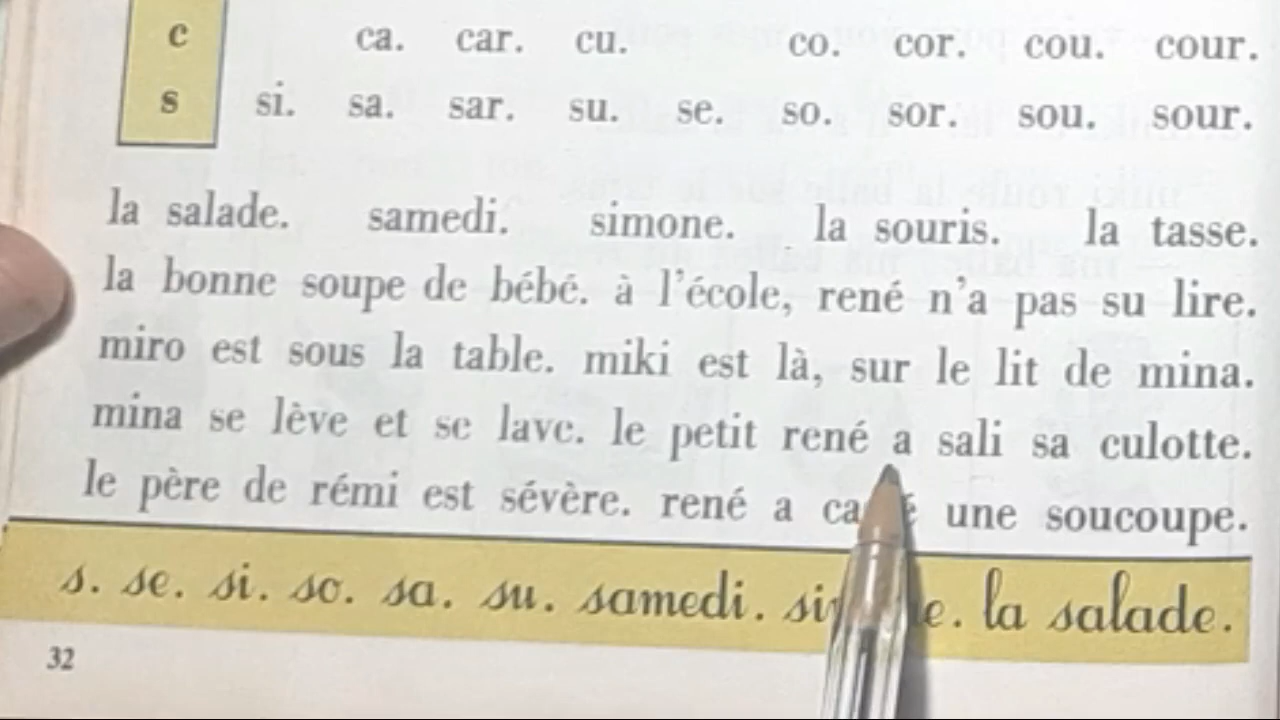 c ca. car. cu. co. cor. cou. cour.
s si. sa. sar. su. se. so. sor. sou. sour.
la salade. samedi. simone. la souris. la tasse.
la bonne soupe de bébé. à l'école, rené n'a pas su lire.
miro est sous la table. miki est là, sur le lit de mina.
mina se lève et se lave. le petit rené a sali sa culotte.
le père de rémi est sévère. rené a une soucoupe.
s. se. si. so. sa. su. samedi. la salade.
32